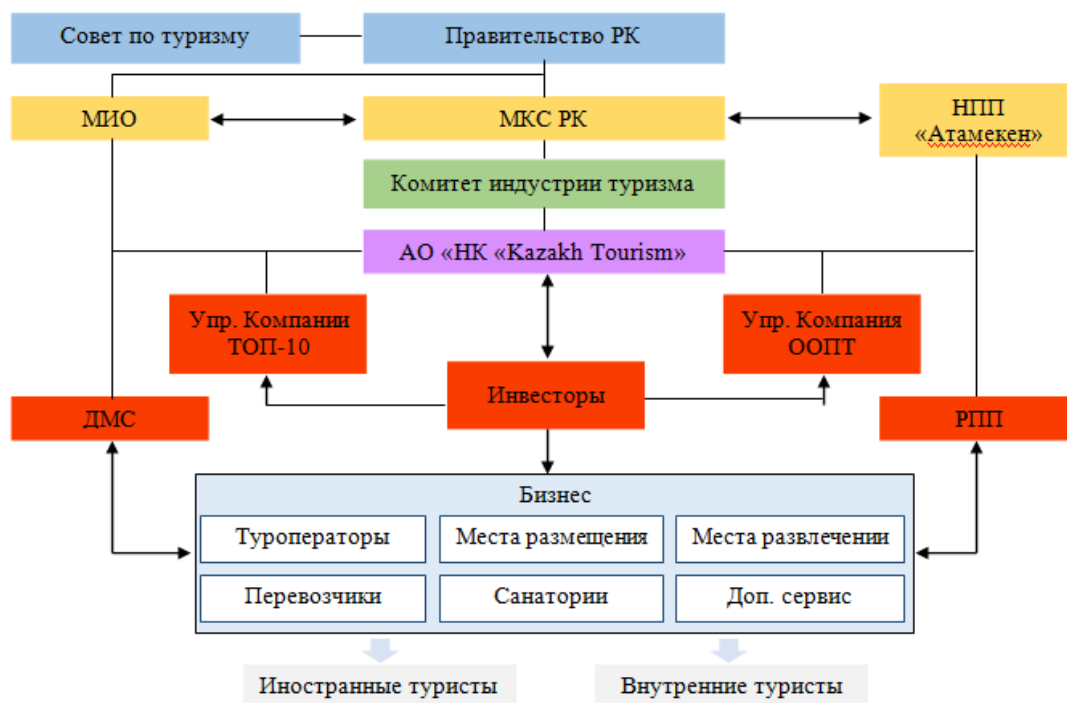 Совет по туризму
Правительство РК
МИО
МКС РК
НПП
«Атамекен»
Комитет индустрии туризма
АО «НК «Kazakh Tourism»
Упр. Компании
ТОП-10
Упр. Компания
ООПТ
Инвесторы
ДМС
РПП
Бизнес
Туроператоры
Места размещения
Места развлечении
Перевозчики
Санатории
Доп. сервис
Иностранные туристы
Внутренние туристы